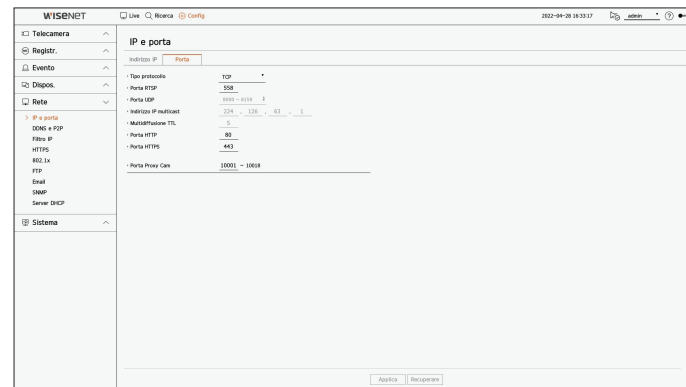 WISENET
Live Ricerca Config
2022-04-28 16:33:17 admin ?
Telecamera
Registr.
Evento
Dispos.
Rete
> IP e porta
DDNS e P2P
Filtro IP
HTTPS
802.1x
FTP
Email
SNMP
Server DHCP
Sistema
IP e porta
Indirizzo IP Porta
· Tipo protocollo TCP
· Porta RTSP 558
· Porta UDP 8000 ~ 8159
· Indirizzo IP multicast 224 . 126 . 63 . 1
· Multidiffusione TTL 5
· Porta HTTP 80
· Porta HTTPS 443
· Porta Proxy Cam 10001 ~ 10018
Applica Recuperare